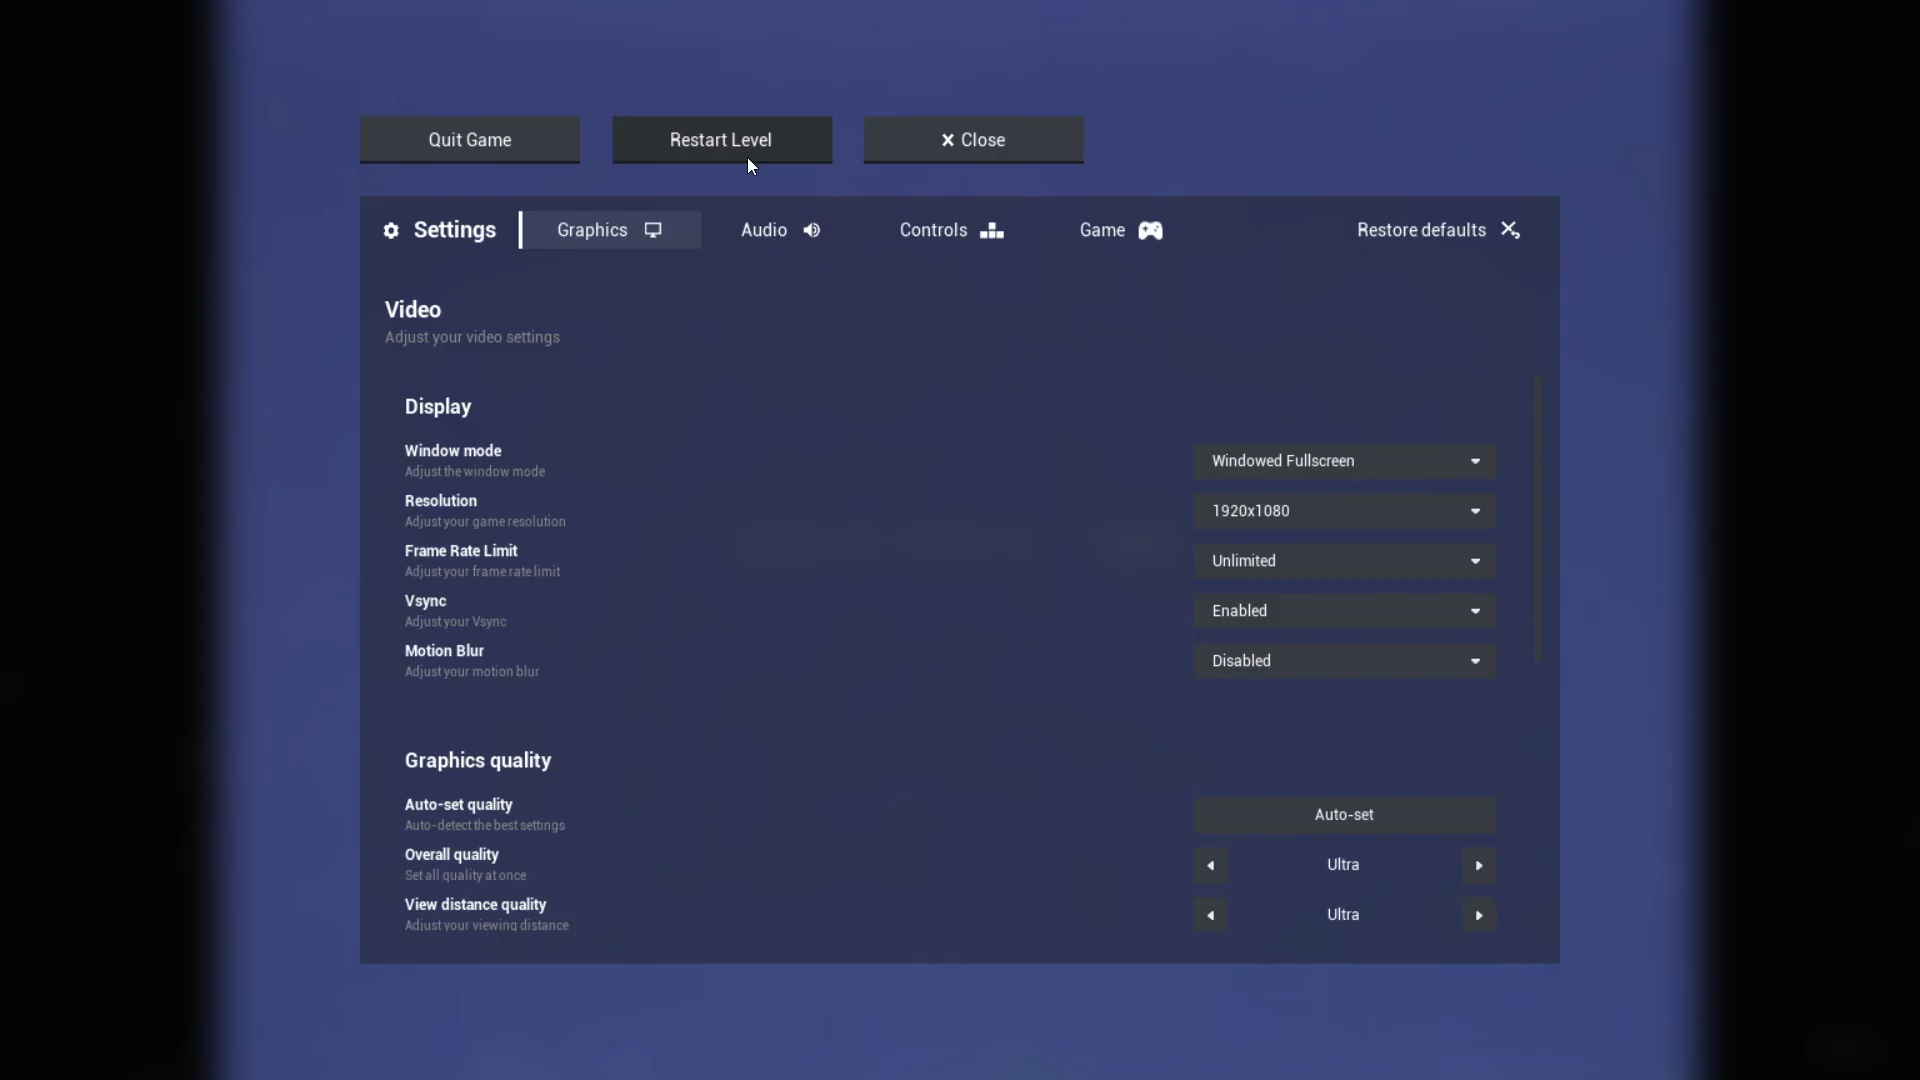 Quit Game
Restart Level
Close
Settings
Graphics
Audio
Controls
Game
Restore defaults
Video
Adjust your video settings
Display
Window mode
Adjust the window mode
Windowed Fullscreen
Resolution
Adjust your game resolution
1920x1080
Frame Rate Limit
Adjust your frame rate limit
Unlimited
Vsync
Adjust your Vsync
Enabled
Motion Blur
Adjust your motion blur
Disabled
Graphics quality
Auto-set quality
Auto-detect the best settings
Auto-set
Overall quality
Set all quality at once
Ultra
View distance quality
Adjust your viewing distance
Ultra